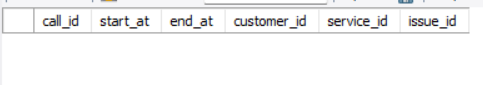 call_id start_at end_at customer_id service_id issue_id